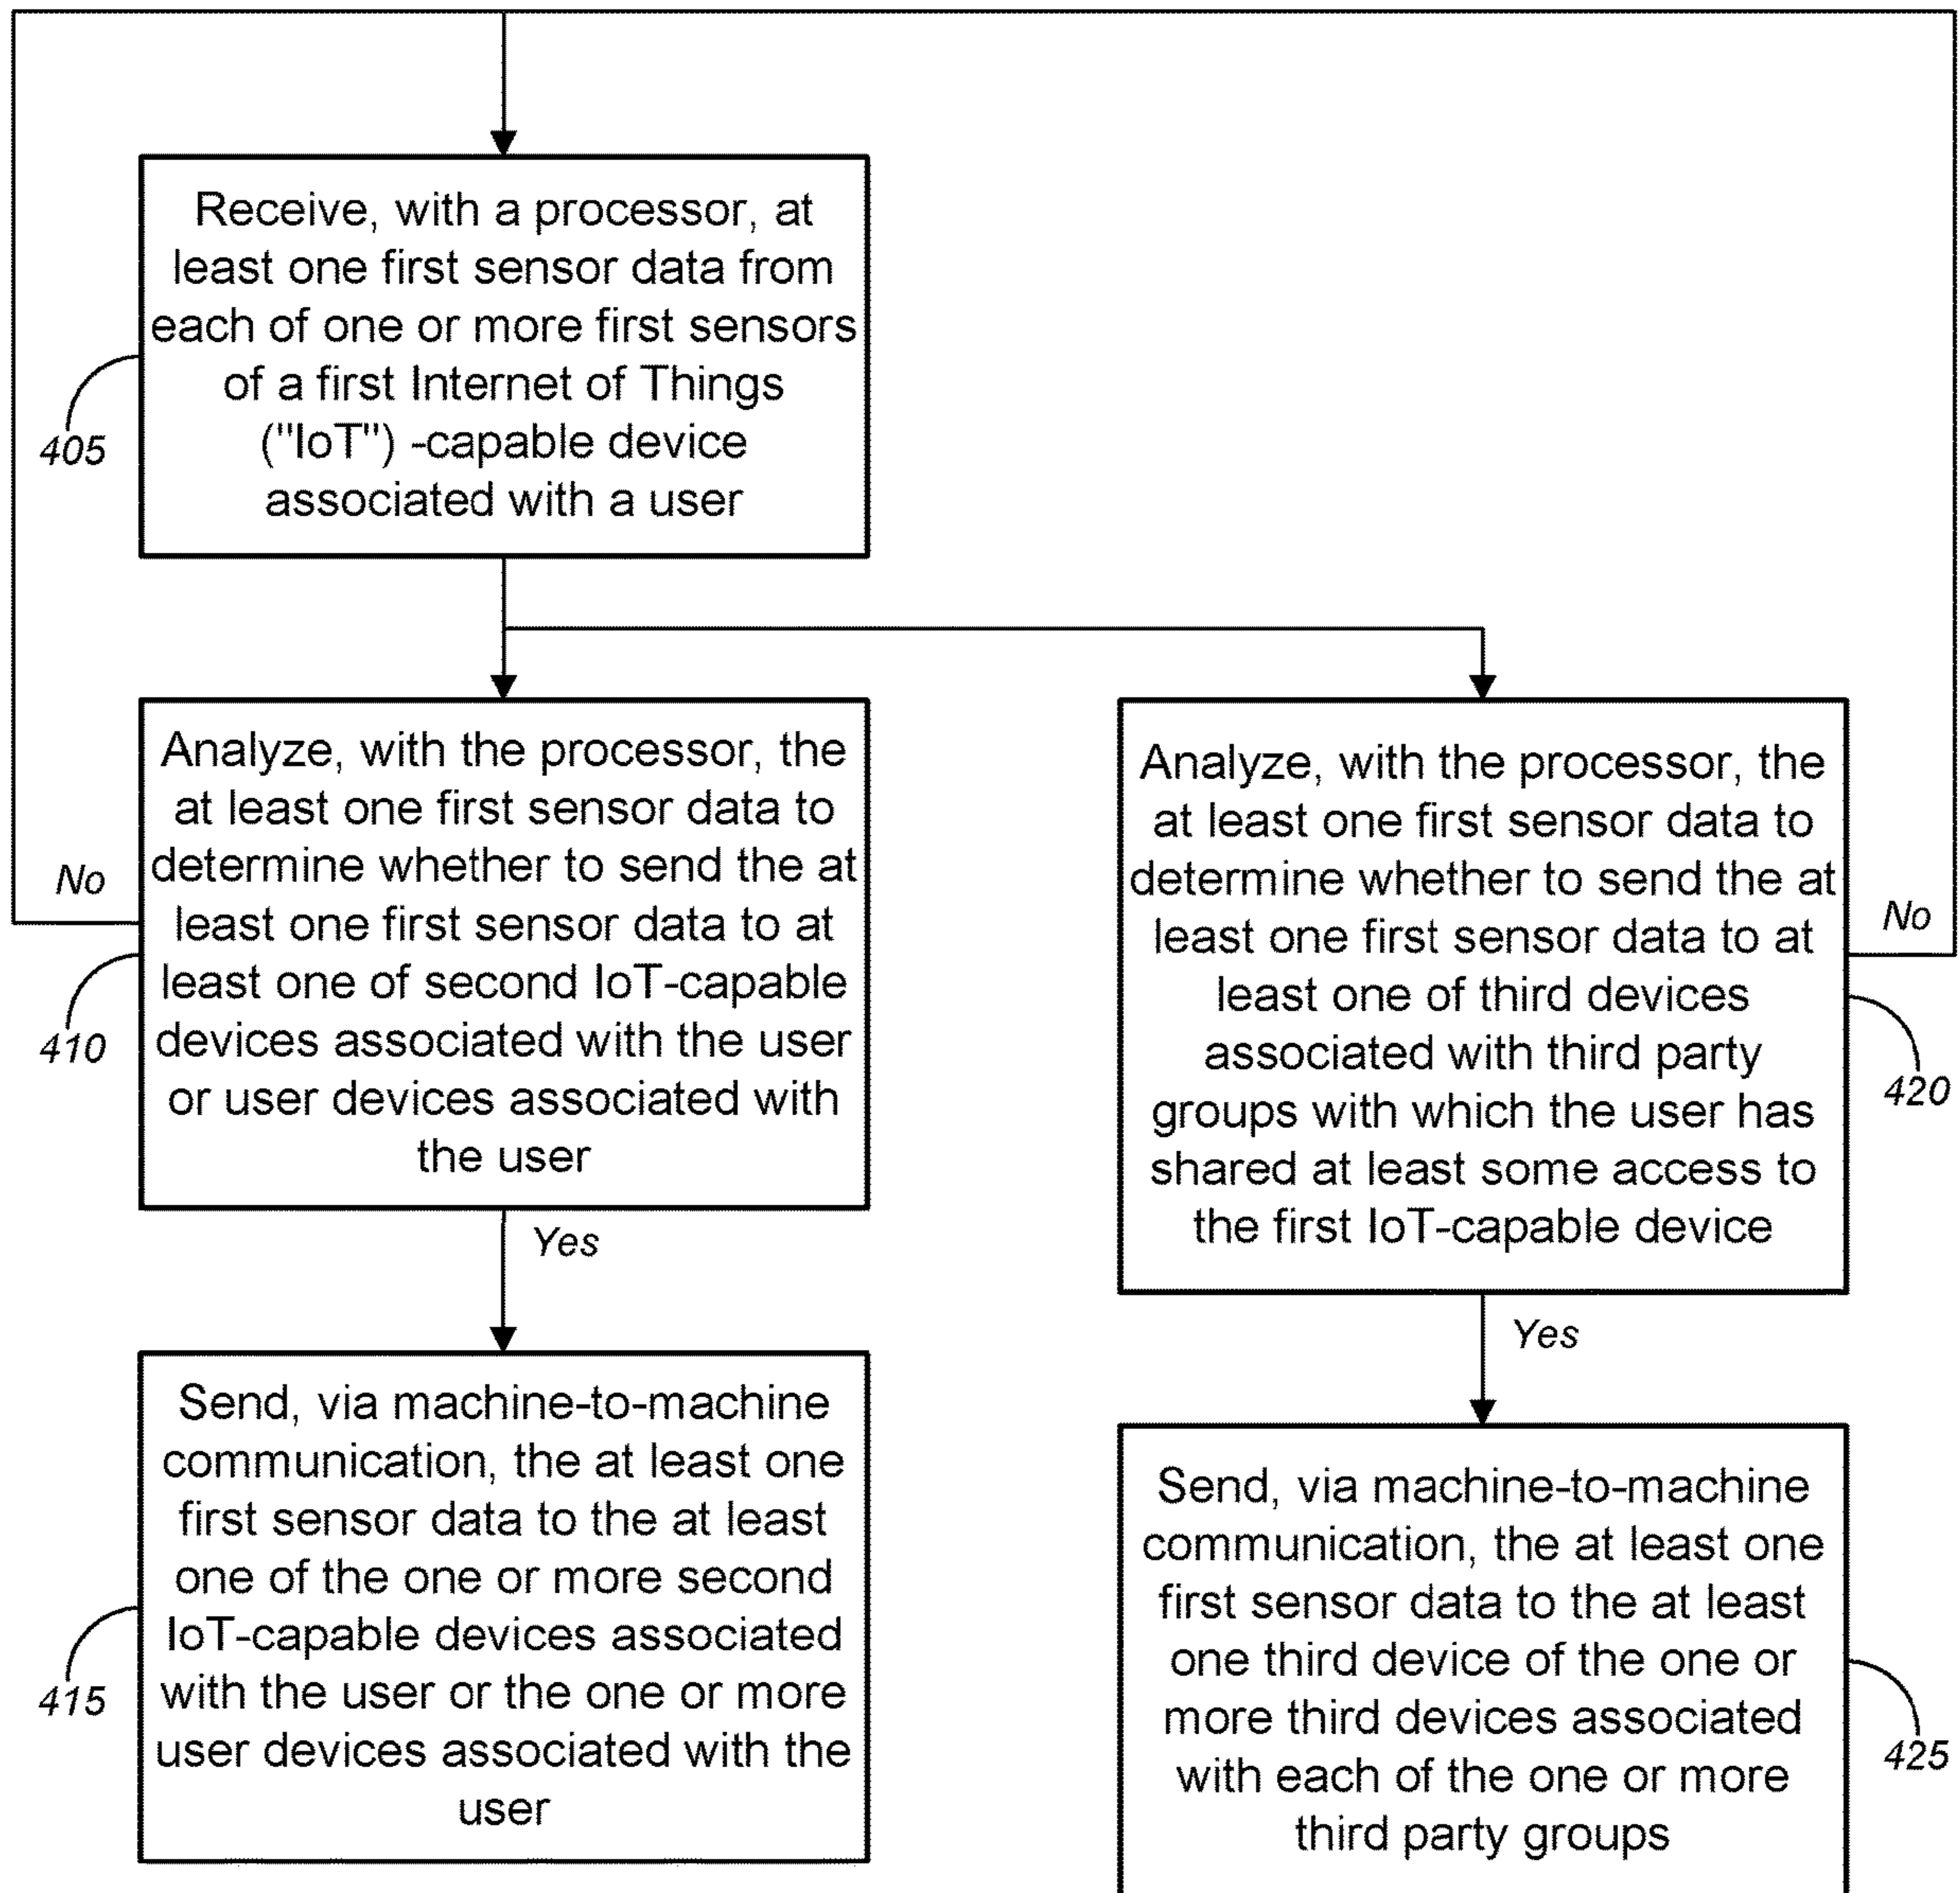 Receive, with a processor, at
least one first sensor data from
each of one or more first sensors
of a first Internet of Things
("IoT") -capable device
associated with a user
405
Analyze, with the processor, the
at least one first sensor data to
determine whether to send the at
least one first sensor data to at
least one of second IoT-capable
devices associated with the user
or user devices associated with
the user
No
410
Yes
Analyze, with the processor, the
at least one first sensor data to
determine whether to send the at
least one first sensor data to at
least one of third devices
associated with third party
groups with which the user has
shared at least some access to
the first IoT-capable device
No
420
Yes
Send, via machine-to-machine
communication, the at least one
first sensor data to the at least
one of the one or more second
IoT-capable devices associated
with the user or the one or more
user devices associated with the
user
415
Send, via machine-to-machine
communication, the at least one
first sensor data to the at least
one third device of the one or
more third devices associated
with each of the one or more
third party groups
425